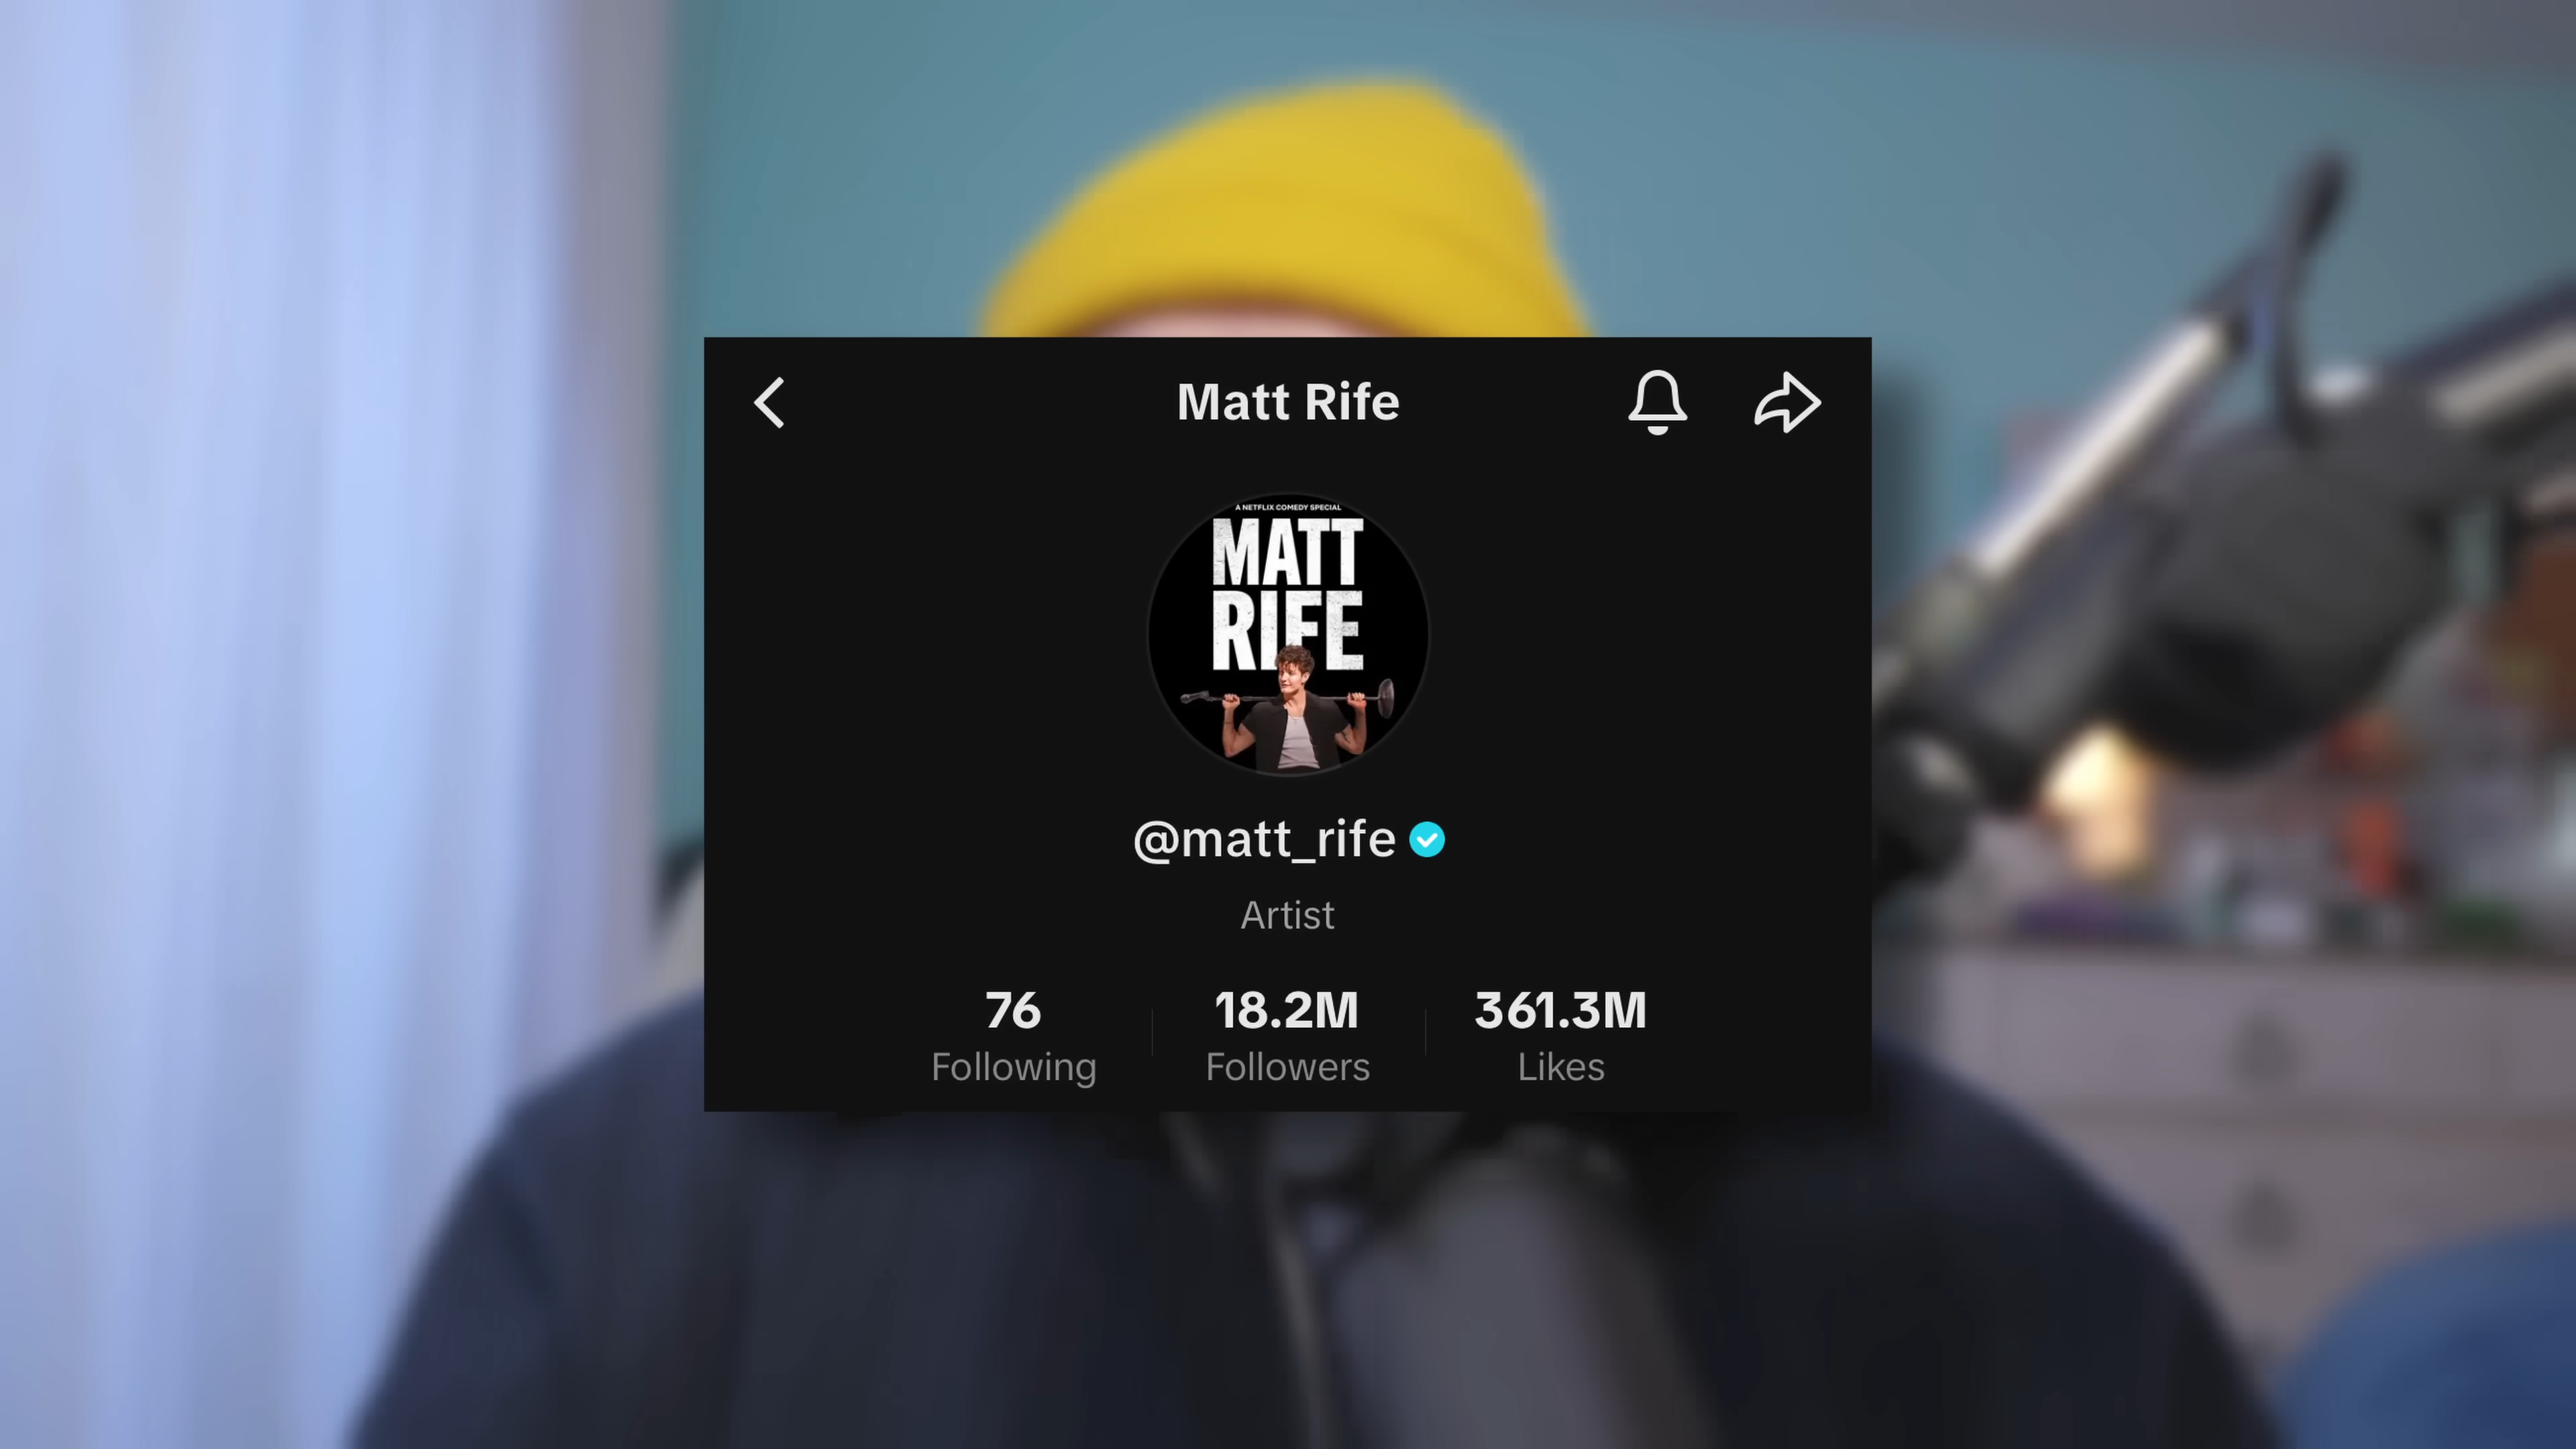 Matt Rife
A NETFLIX COMEDY SPECIAL
MATT
RIFE
@matt_rife
Artist
76
Following
18.2M
Followers
361.3M
Likes